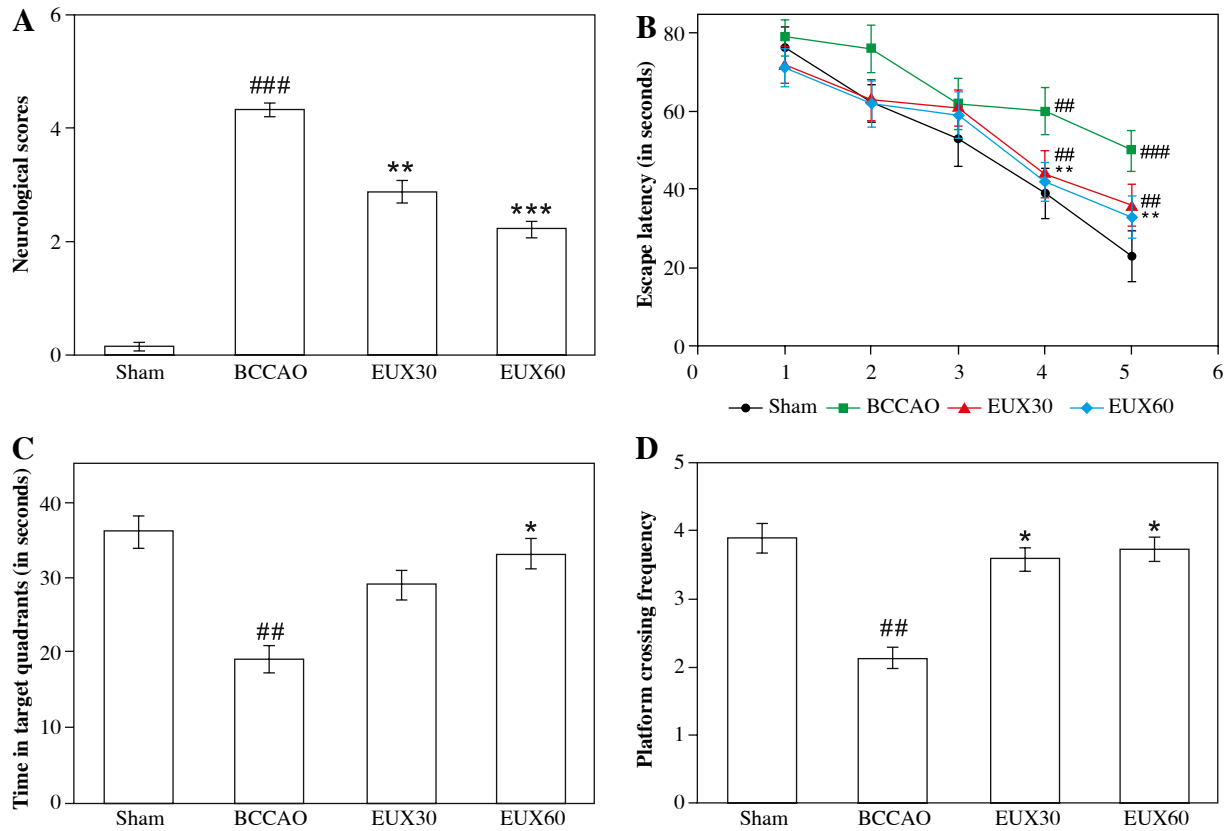 A
Neurological scores
6
4
2
0
###
**
***
Sham BCCAO EUX30 EUX60
B
Escape latency (in seconds)
80
60
40
20
0
##
##
**
###
##
**
0 1 2 3 4 5 6
Sham BCCAO EUX30 EUX60
C
Time in target quadrants (in seconds)
40
30
20
10
0
##
*
Sham BCCAO EUX30 EUX60
D
Platform crossing frequency
5
4
3
2
1
0
##
*
*
Sham BCCAO EUX30 EUX60